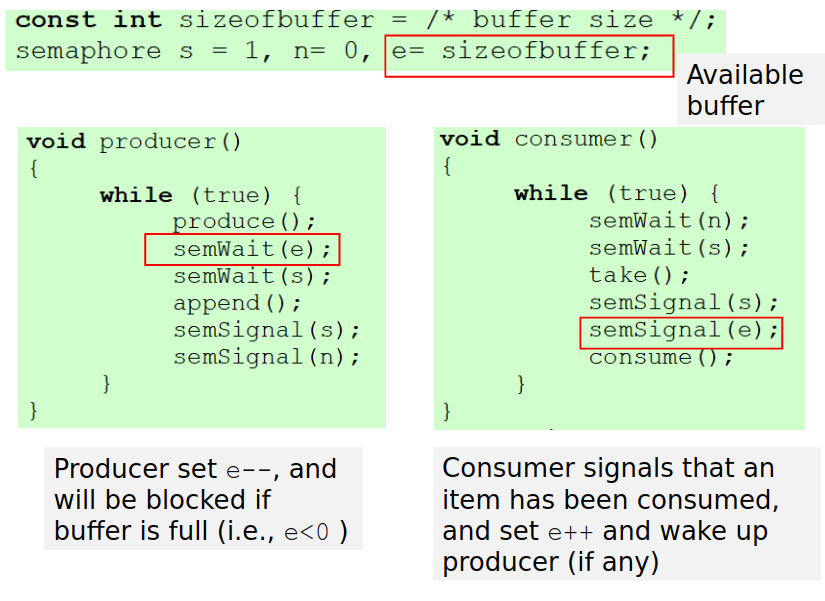 const int sizeofbuffer = /* buffer size */;
semaphore s = 1, n= 0, e= sizeofbuffer;
Available
buffer
void producer()
{
while (true) {
produce();
semWait(e);
semWait(s);
append();
semSignal(s);
semSignal(n);
}
}
void consumer()
{
while (true) {
semWait(n);
semWait(s);
take();
semSignal(s);
semSignal(e);
consume();
}
}
Producer set e--, and
will be blocked if
buffer is full (i.e., e<0 )
Consumer signals that an
item has been consumed,
and set e++ and wake up
producer (if any)